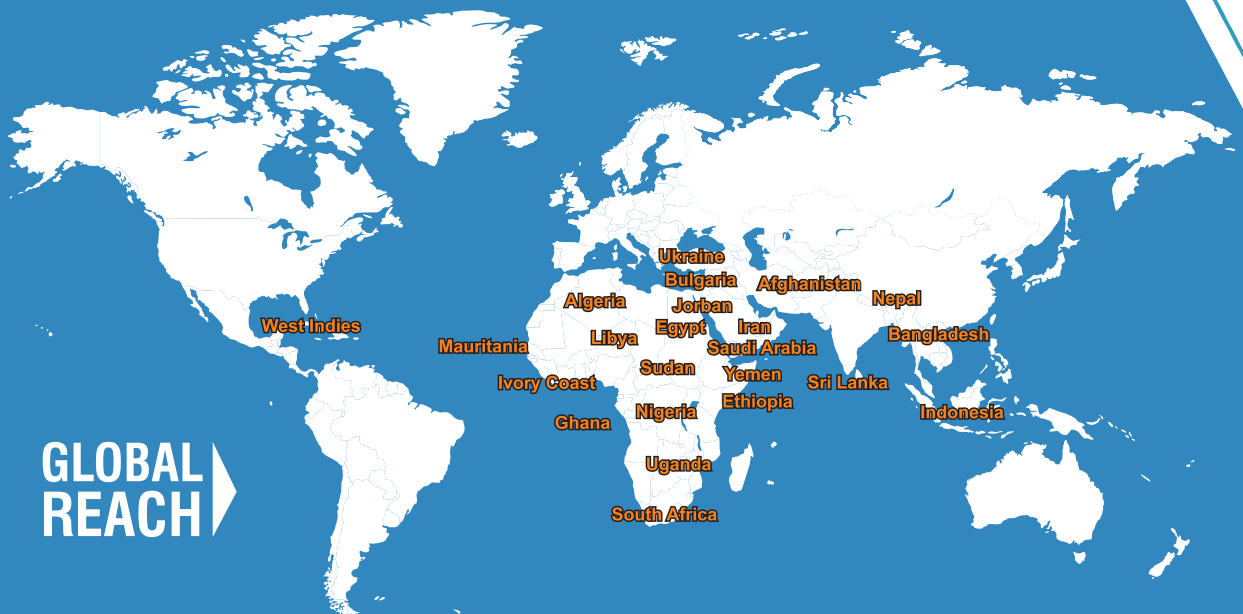 Ukraine
Bulgaria
Afghanistan
Algeria
Jorban
Nepal
West Indies
Egypt
Iran
Bangladesh
Mauritania
Libya
Saudi Arabia
Sudan
Yemen
Ivory Coast
Sri Lanka
Ethiopia
Nigeria
Indonesia
Ghana
Uganda
South Africa
GLOBAL
REACH